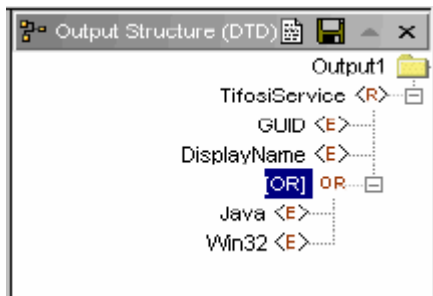 Output Structure (DTD)
Output1
TifosiService <R>
GUID <E>
DisplayName <E>
[OR] OR
Java <E>
Win32 <E>